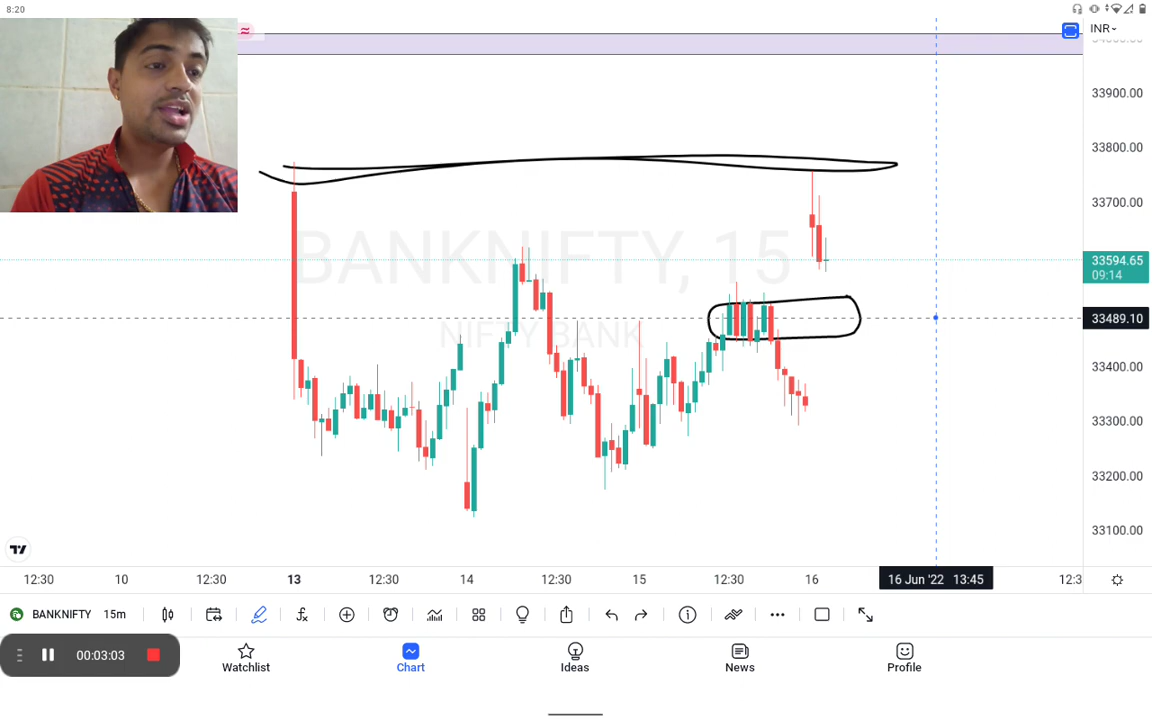 8:20
INR
33900.00
33800.00
33700.00
BANKNIFTY, 15
33594.65
09:14
NIFTY BANK
33489.10
33400.00
33300.00
33200.00
33100.00
12:30 10 12:30 13 12:30 14 12:30 15 12:30 16 16 Jun '22 13:45 12:3
BANKNIFTY 15m
00:03:03
Watchlist Chart Ideas News Profile